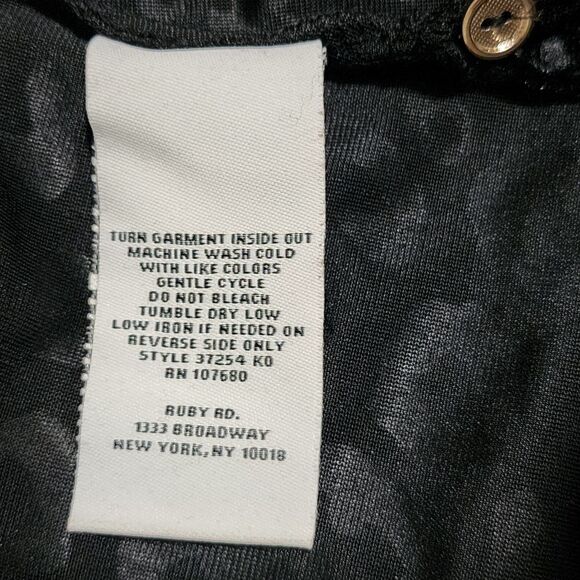 TURN GARMENT INSIDE OUT
MACHINE WASH COLD
WITH LIKE COLORS
GENTLE CYCLE
DO NOT BLEACH
TUMBLE DRY LOW
LOW IRON IF NEEDED ON
REVERSE SIDE ONLY
STYLE 37254 KO
RN 107680
RUBY RD.
1333 BROADWAY
NEW YORK, NY 10018